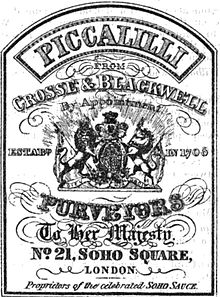 PICCALILLI
FROM
CROSSE & BLACKWELL
By Appointment
ESTABD IN 1706
PURVEYORS
To Her Majesty,
No 21, SOHO SQUARE,
LONDON.
Proprietors of the celebrated SOHO SAUCE.